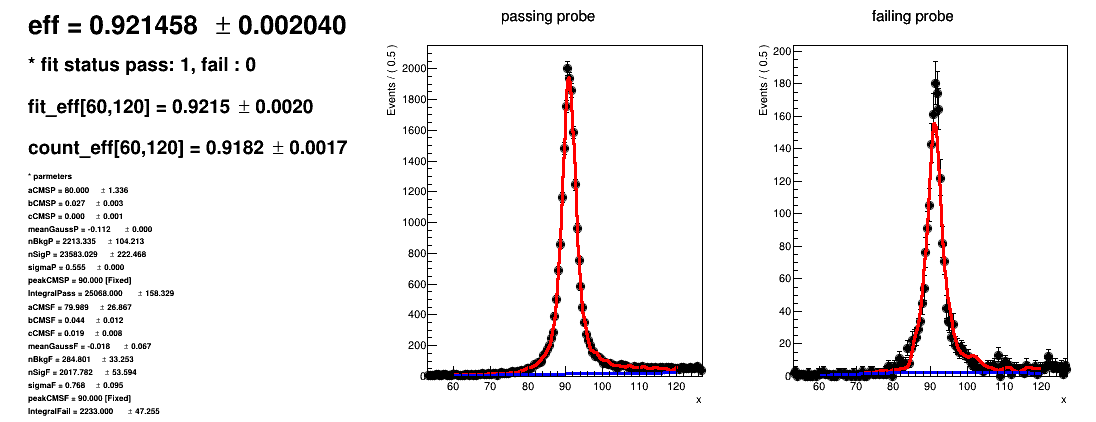 eff = 0.921458 ± 0.002040
* fit status pass: 1, fail : 0
fit_eff[60,120] = 0.9215 ± 0.0020
count_eff[60,120] = 0.9182 ± 0.0017
* parmeters
aCMSP = 80.000 ± 1.336
bCMSP = 0.027 ± 0.003
cCMSP = 0.000 ± 0.001
meanGaussP = -0.112 ± 0.000
nBkgP = 2213.335 ± 104.213
nSigP = 23583.029 ± 222.468
sigmaP = 0.555 ± 0.000
peakCMSP = 90.000 [Fixed]
IntegralPass = 25068.000 ± 158.329
aCMSF = 79.989 ± 26.867
bCMSF = 0.044 ± 0.012
cCMSF = 0.019 ± 0.008
meanGaussF = -0.018 ± 0.067
nBkgF = 284.801 ± 33.253
nSigF = 2017.782 ± 53.594
sigmaF = 0.768 ± 0.095
peakCMSF = 90.000 [Fixed]
IntegralFail = 2233.000 ± 47.255
passing probe
Events / ( 0.5 )
2000
1800
1600
1400
1200
1000
800
600
400
200
0
60 70 80 90 100 110 120
x
failing probe
Events / ( 0.5 )
200
180
160
140
120
100
80
60
40
20
0
60 70 80 90 100 110 120
x